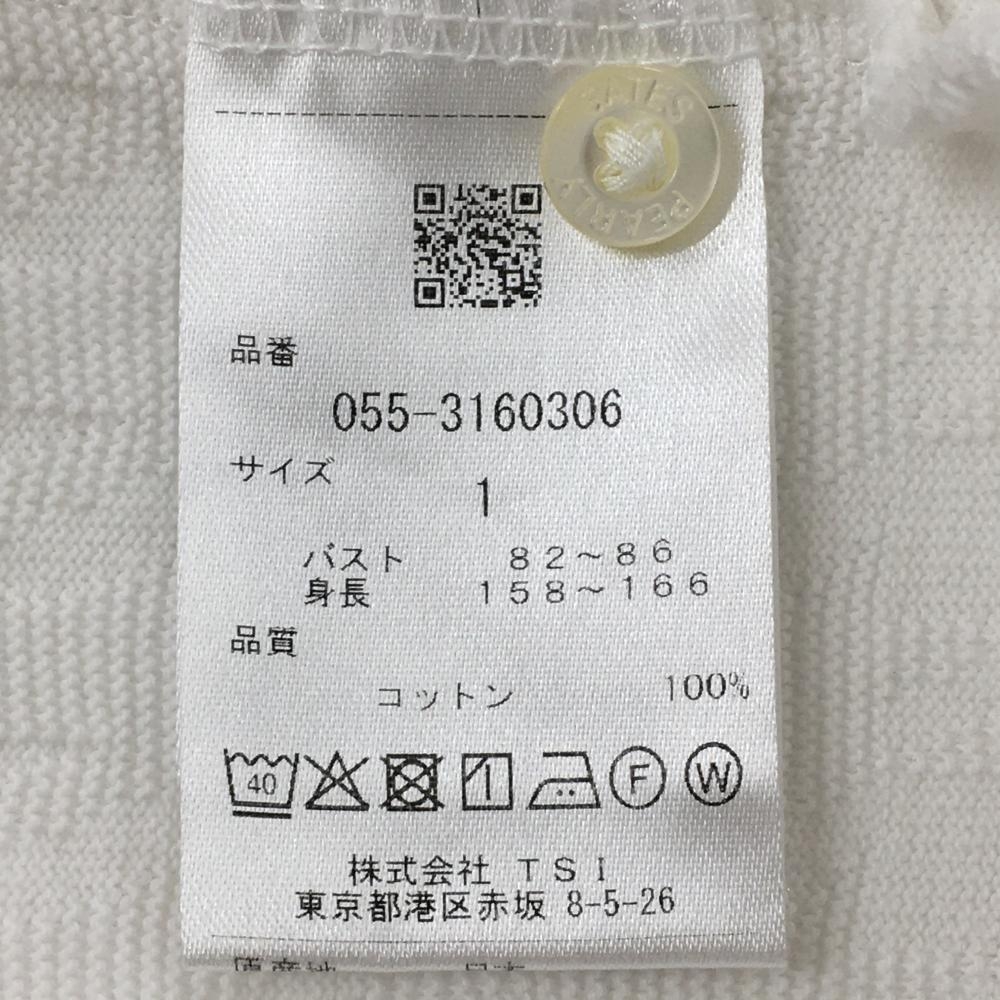 PEARLY
品番
055-3160306
サイズ
1
バスト 82～86
身長 158～166
品質
コットン 100%
40
F
W
株式会社 TSI
東京都港区赤坂 8-5-26